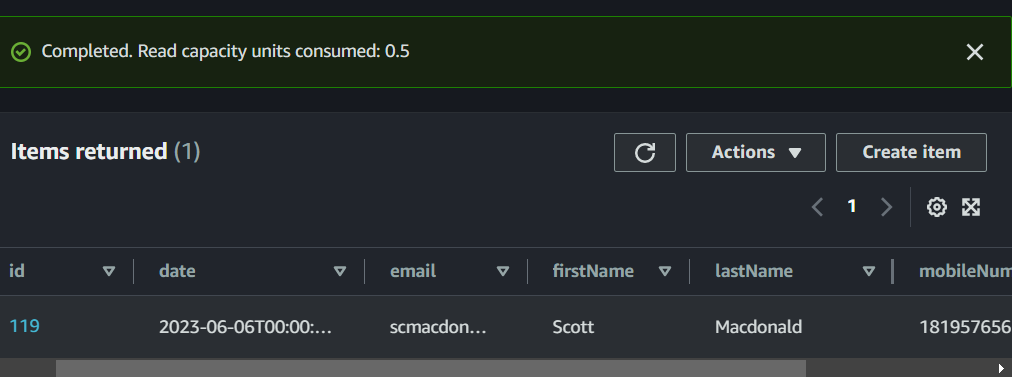 Completed. Read capacity units consumed: 0.5
Items returned (1)
Actions
Create item
1
id date email firstName lastName mobileNum
119 2023-06-06T00:00:... scmacdon... Scott Macdonald 181957656